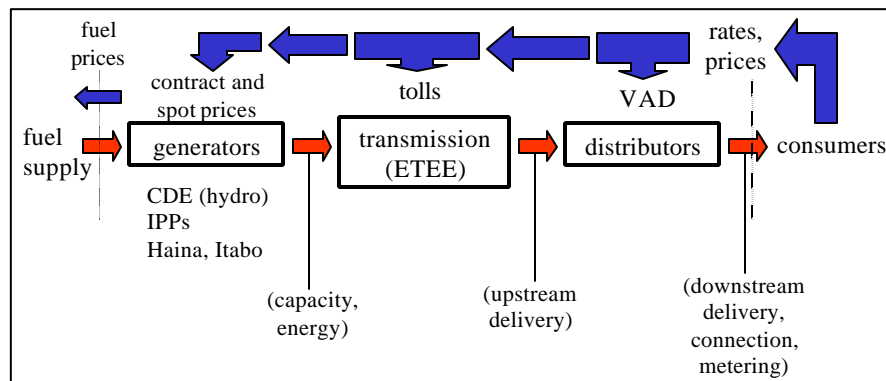 fuel
prices
contract and
spot prices
tolls
VAD
rates,
prices
fuel
supply
generators
transmission
(ETEE)
distributors
consumers
CDE (hydro)
IPPs
Haina, Itabo
(capacity,
energy)
(upstream
delivery)
(downstream
delivery,
connection,
metering)